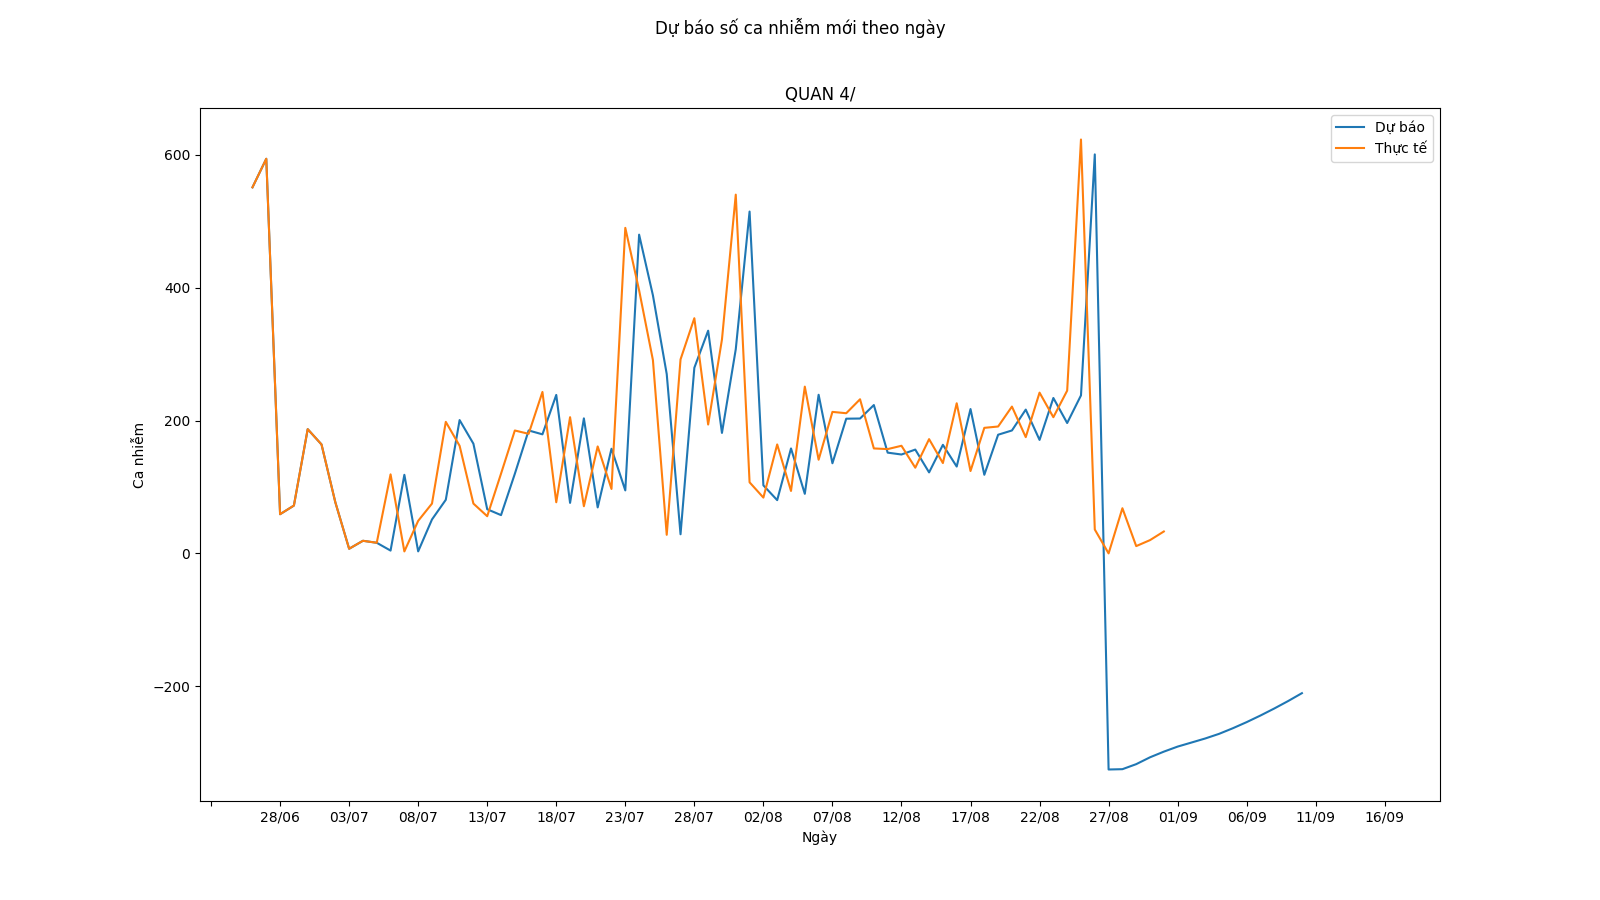 Dự báo số ca nhiễm mới theo ngày
QUAN 4/
Dự báo
Thực tế
600
400
200
0
−200
Ca nhiễm
28/06 03/07 08/07 13/07 18/07 23/07 28/07 02/08 07/08 12/08 17/08 22/08 27/08 01/09 06/09 11/09 16/09
Ngày